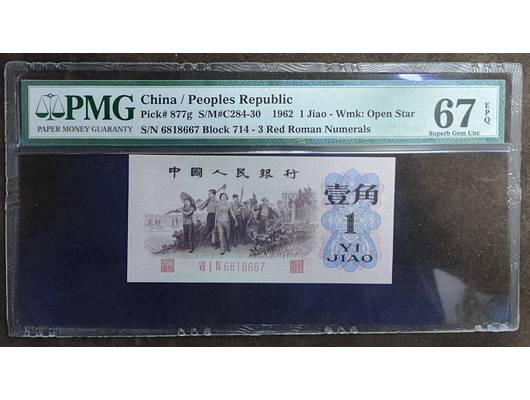 PMG
PAPER MONEY GUARANTY
China / Peoples Republic
Pick# 877g S/M#C284-30 1962 1 Jiao - Wmk: Open Star
S/N 6818667 Block 714 - 3 Red Roman Numerals
67 EPQ
Superb Gem Unc
中國人民銀行
壹角
1
YI
JIAO
VII I IV 6818667